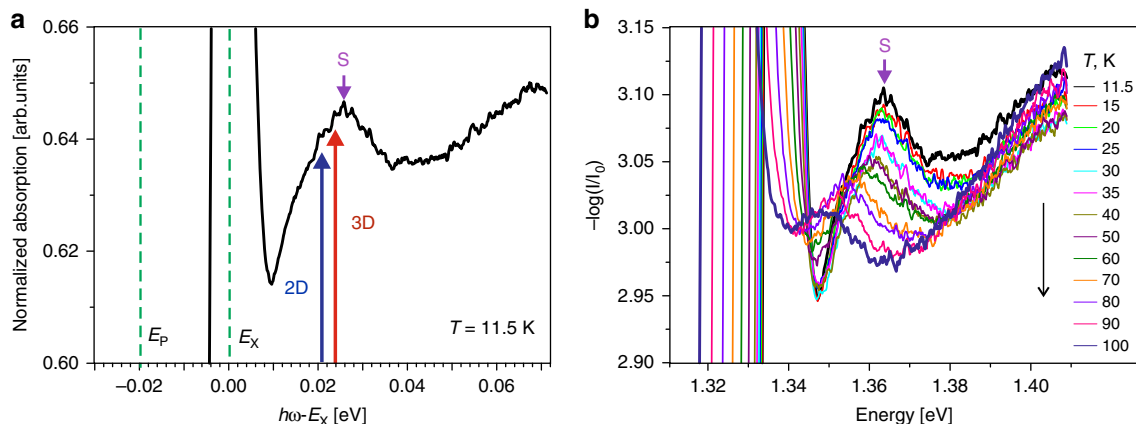 a
0.66
0.64
0.62
0.60
Normalized absorption [arb.units]
S
3D
2D
E_P
E_X
T = 11.5 K
–0.02
0.00
0.02
0.04
0.06
ħω-E_X [eV]
b
3.15
3.10
3.05
3.00
2.95
2.90
–log(I/I_0)
S
T, K
11.5
15
20
25
30
35
40
50
60
70
80
90
100
1.32
1.34
1.36
1.38
1.40
Energy [eV]